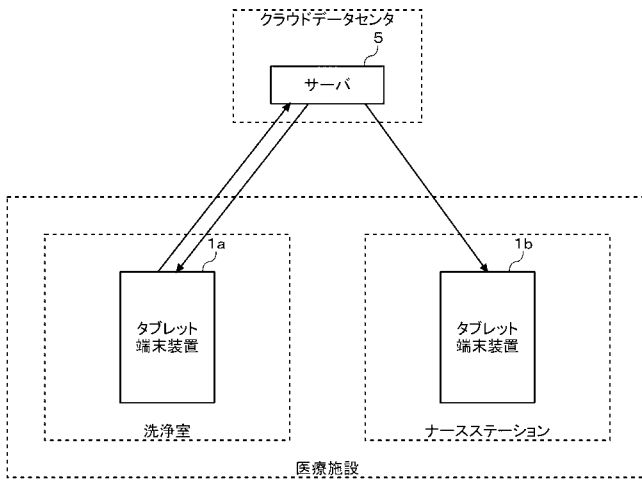 クラウドデータセンタ
5
サーバ
1a
タブレット
端末装置
洗浄室
1b
タブレット
端末装置
ナースステーション
医療施設